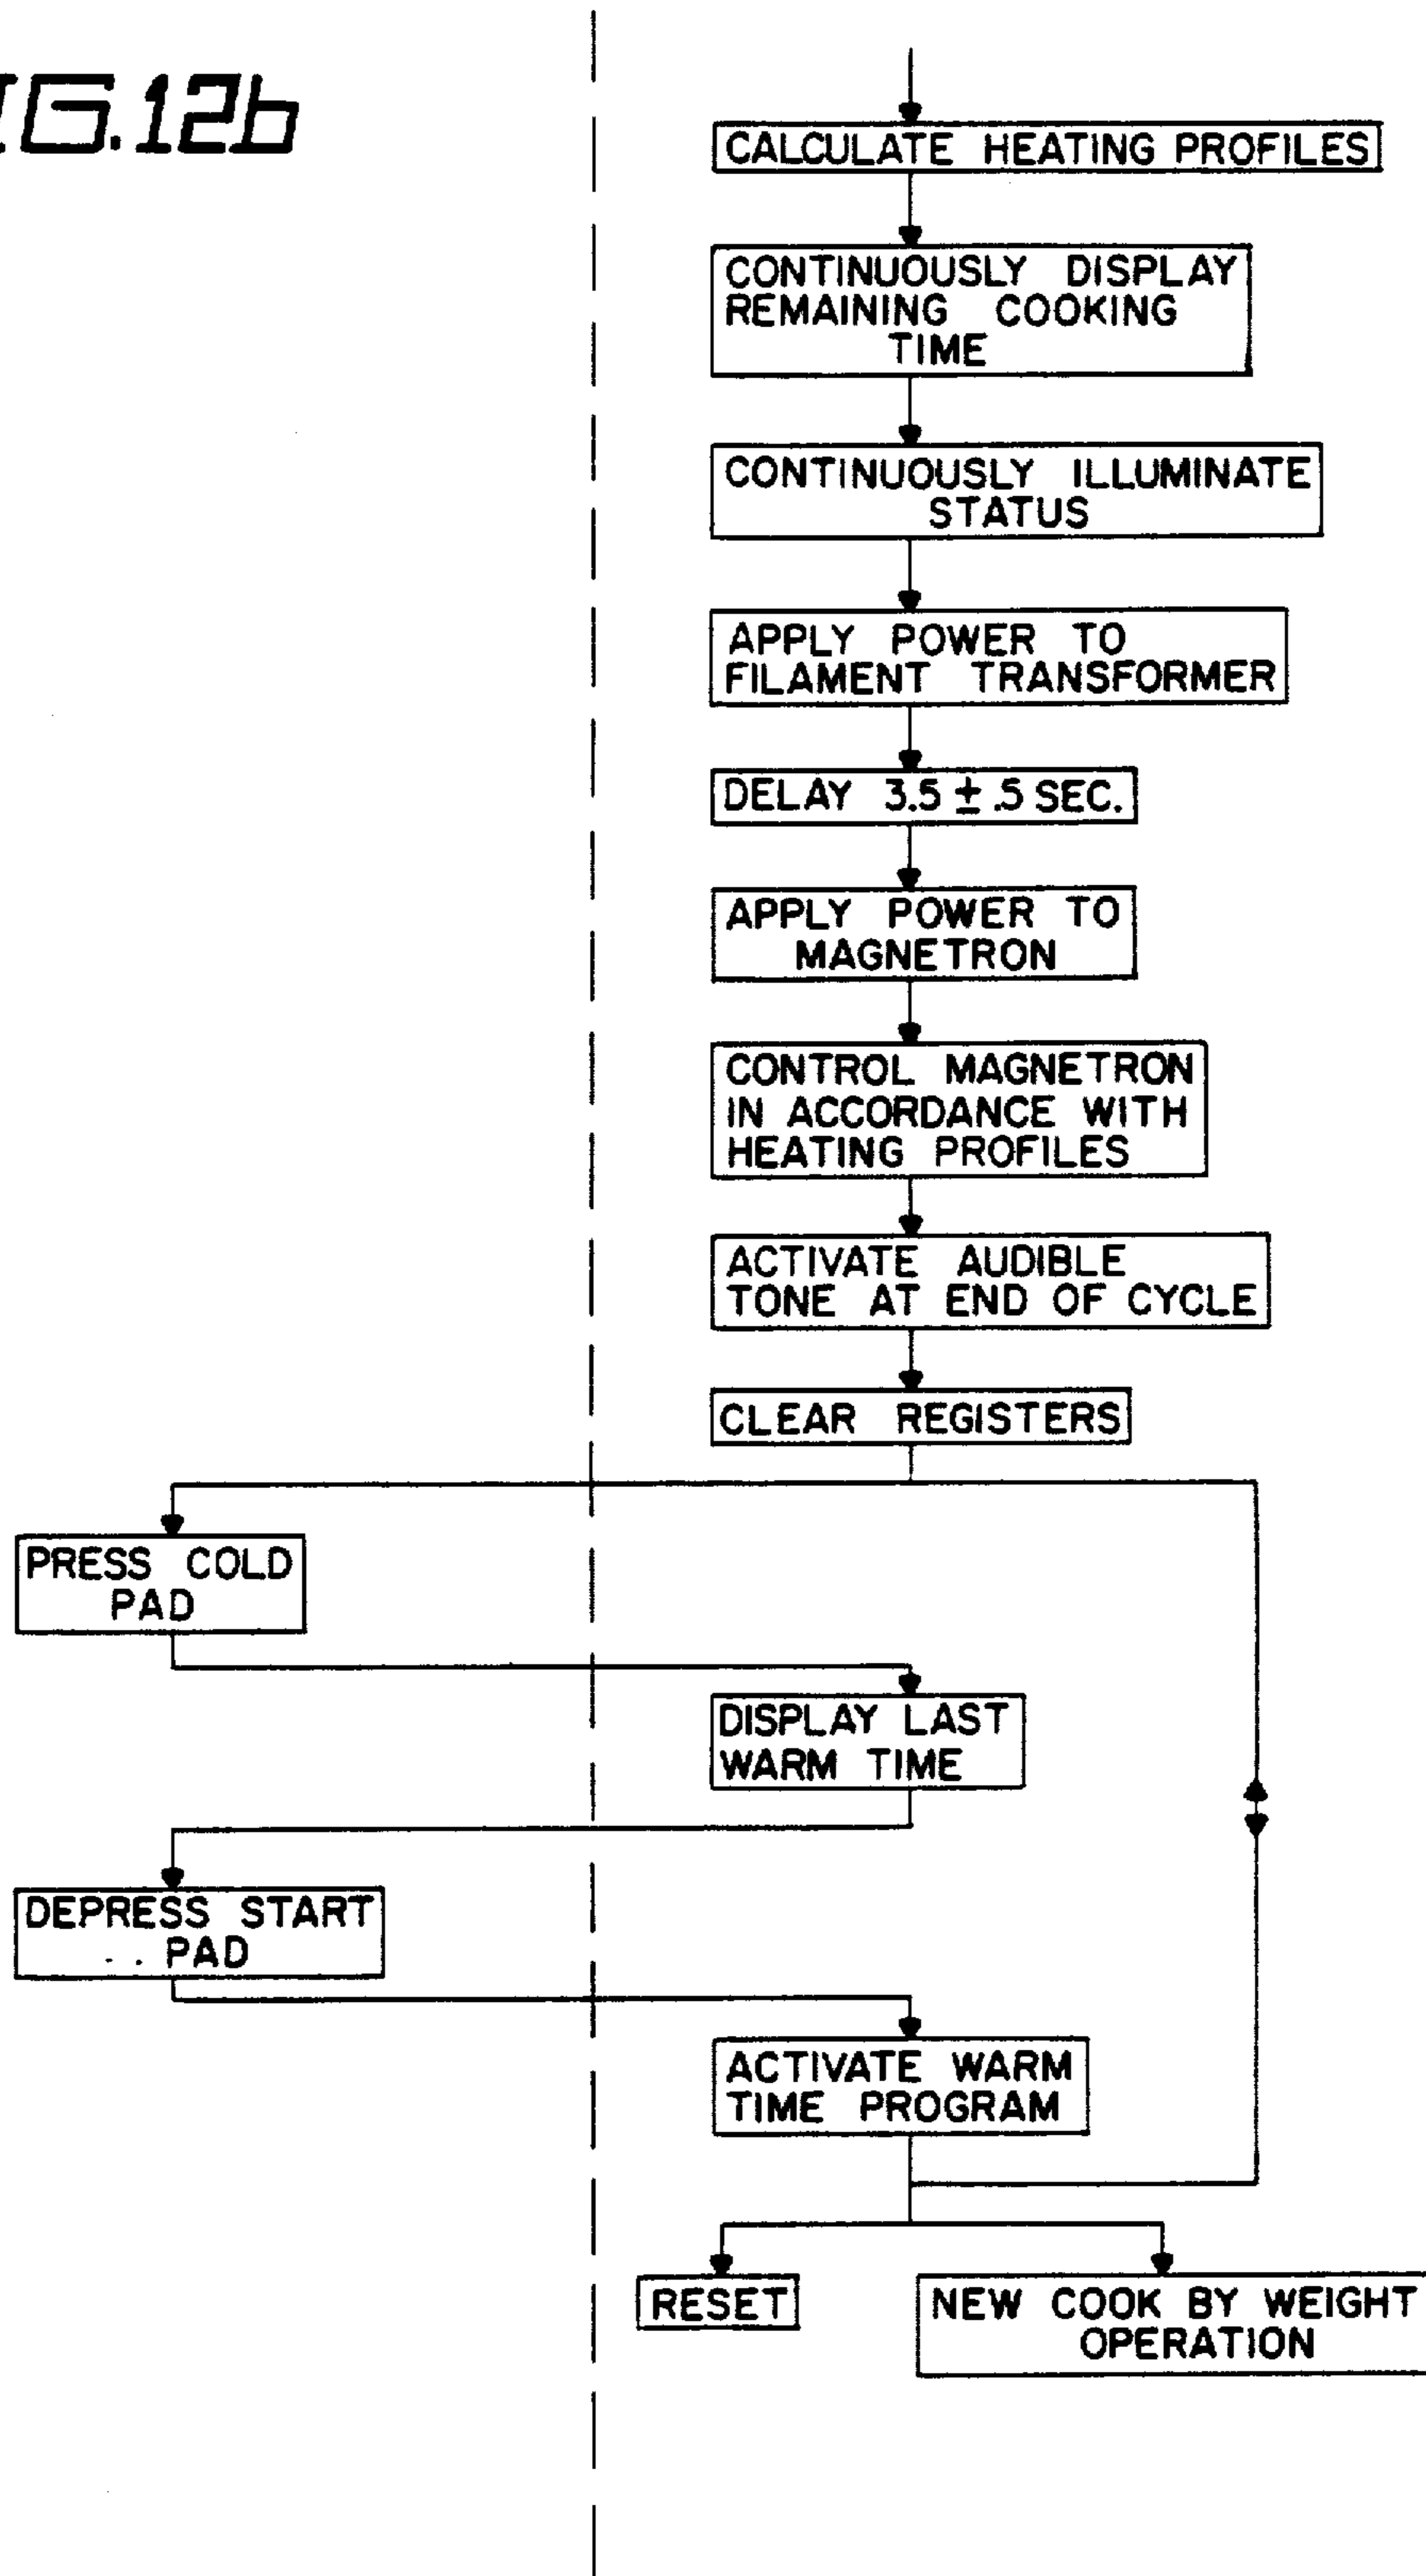 IG.12b
CALCULATE HEATING PROFILES
CONTINUOUSLY DISPLAY
REMAINING COOKING
TIME
CONTINUOUSLY ILLUMINATE
STATUS
APPLY POWER TO
FILAMENT TRANSFORMER
DELAY 3.5 ± .5 SEC.
APPLY POWER TO
MAGNETRON
CONTROL MAGNETRON
IN ACCORDANCE WITH
HEATING PROFILES
ACTIVATE AUDIBLE
TONE AT END OF CYCLE
CLEAR REGISTERS
PRESS COLD
PAD
DISPLAY LAST
WARM TIME
DEPRESS START
PAD
ACTIVATE WARM
TIME PROGRAM
RESET
NEW COOK BY WEIGHT
OPERATION